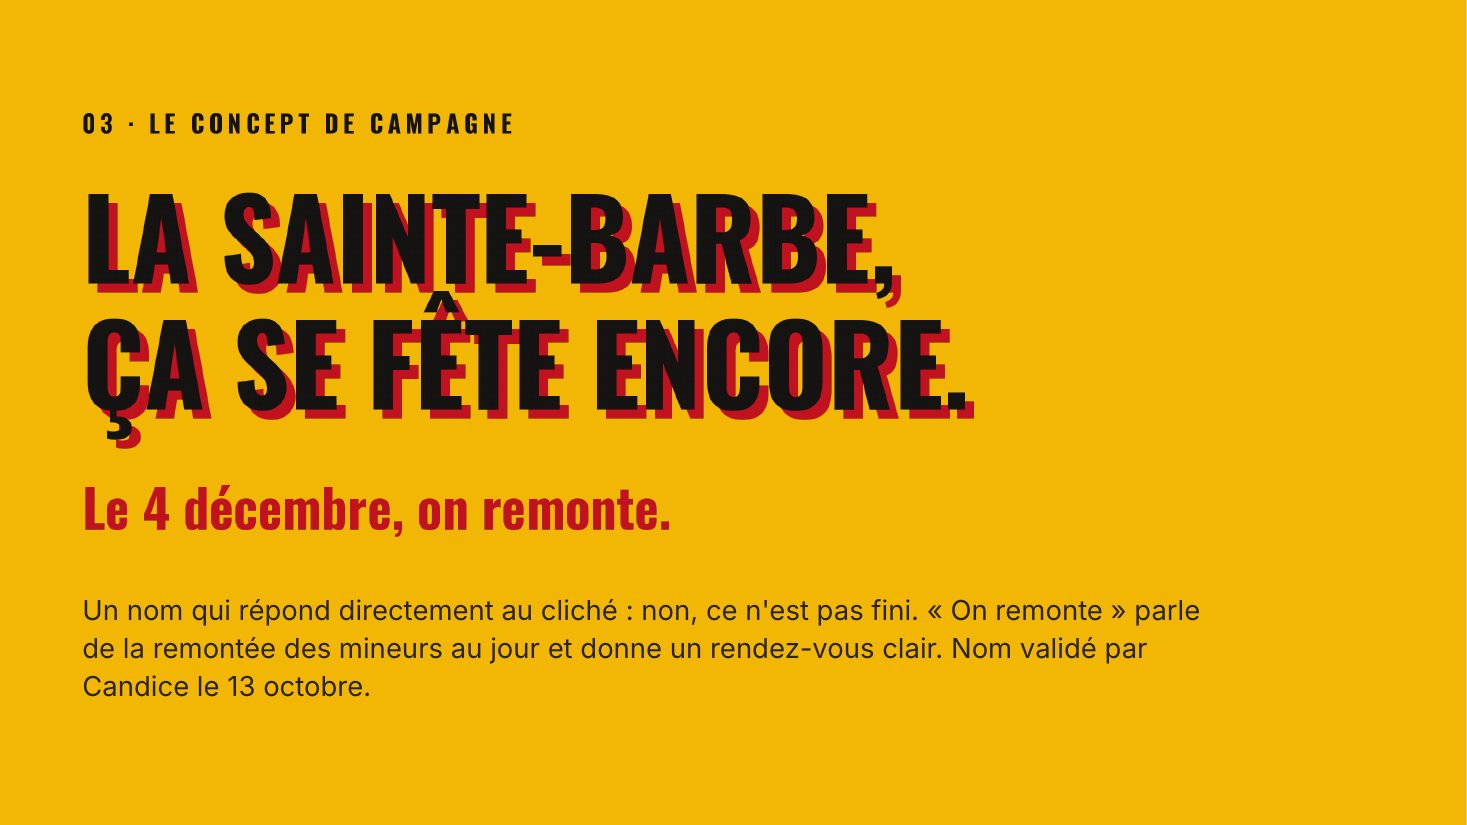 03 · LE CONCEPT DE CAMPAGNE
LA SAINTE-BARBE,
ÇA SE FÊTE ENCORE.
Le 4 décembre, on remonte.
Un nom qui répond directement au cliché : non, ce n'est pas fini. « On remonte » parle
de la remontée des mineurs au jour et donne un rendez-vous clair. Nom validé par
Candice le 13 octobre.